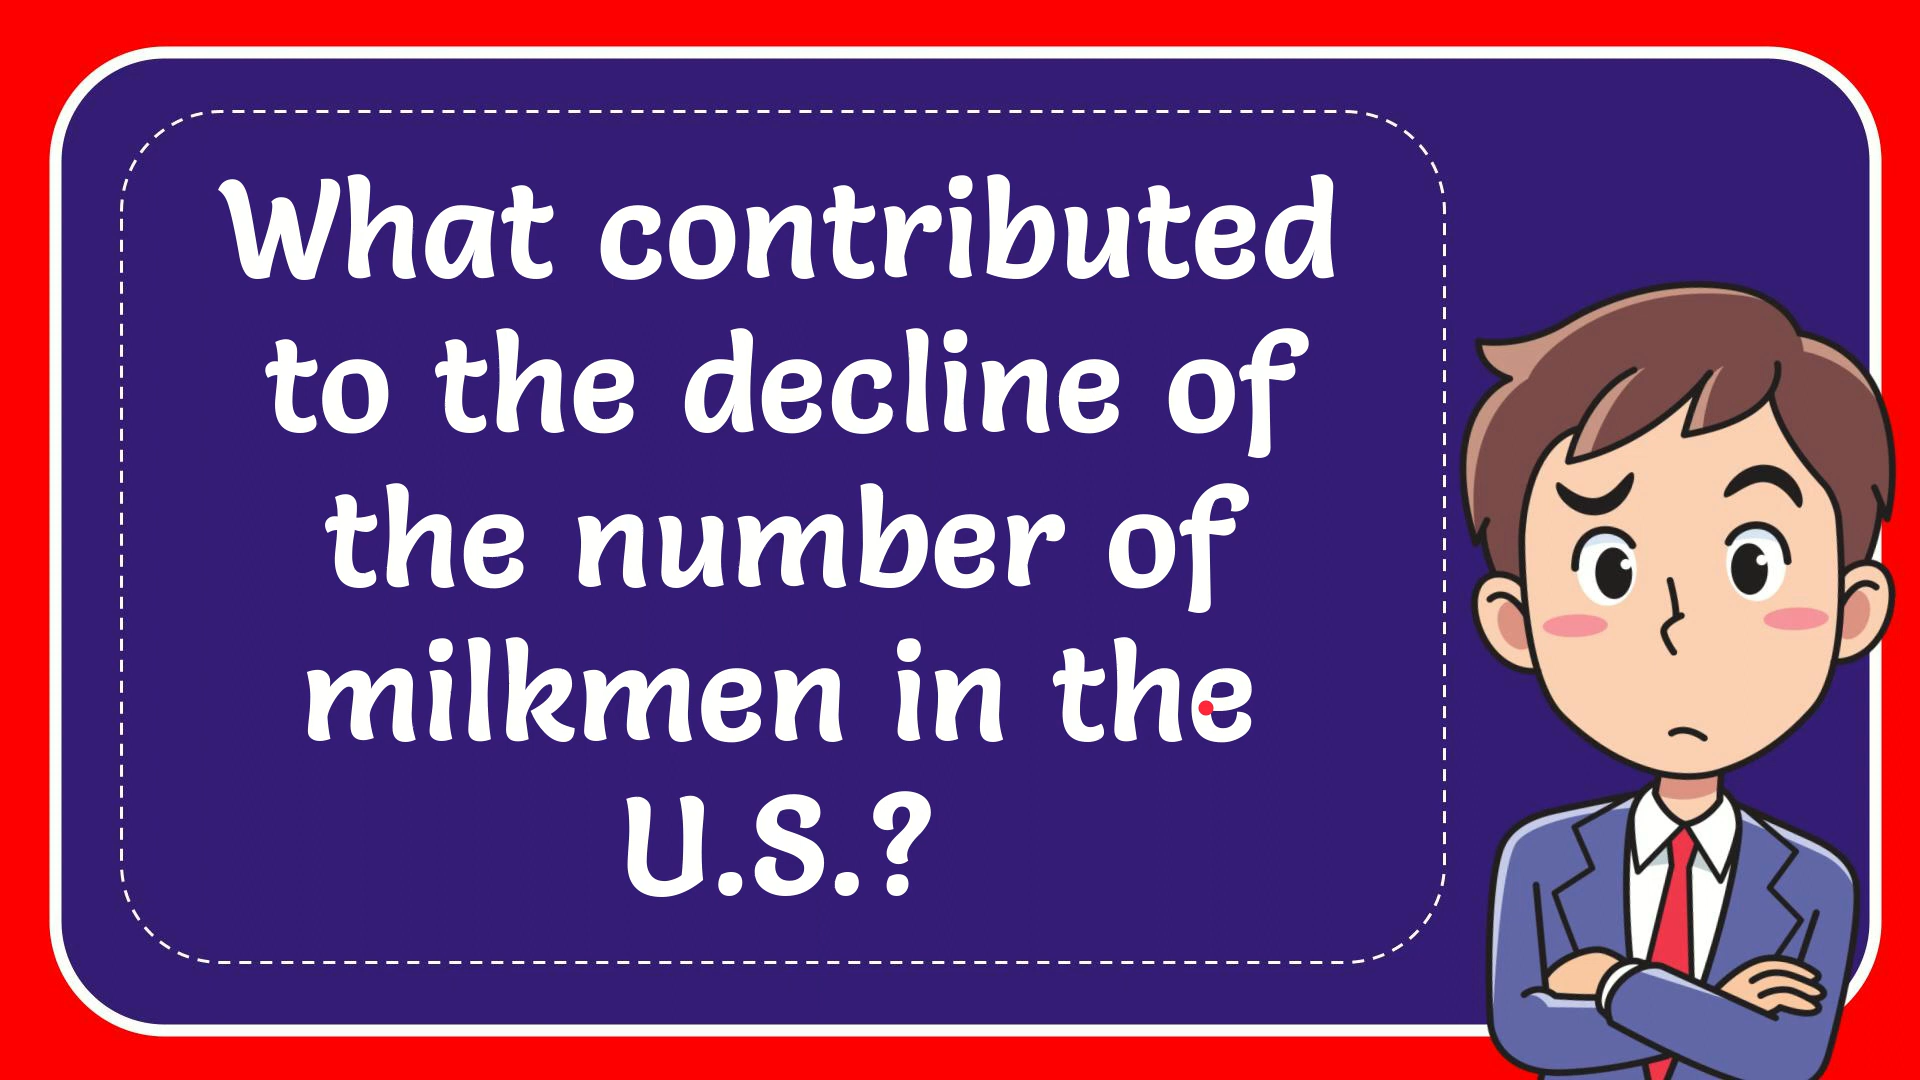 What contributed
to the decline of
the number of
milkmen in the
U.S.?